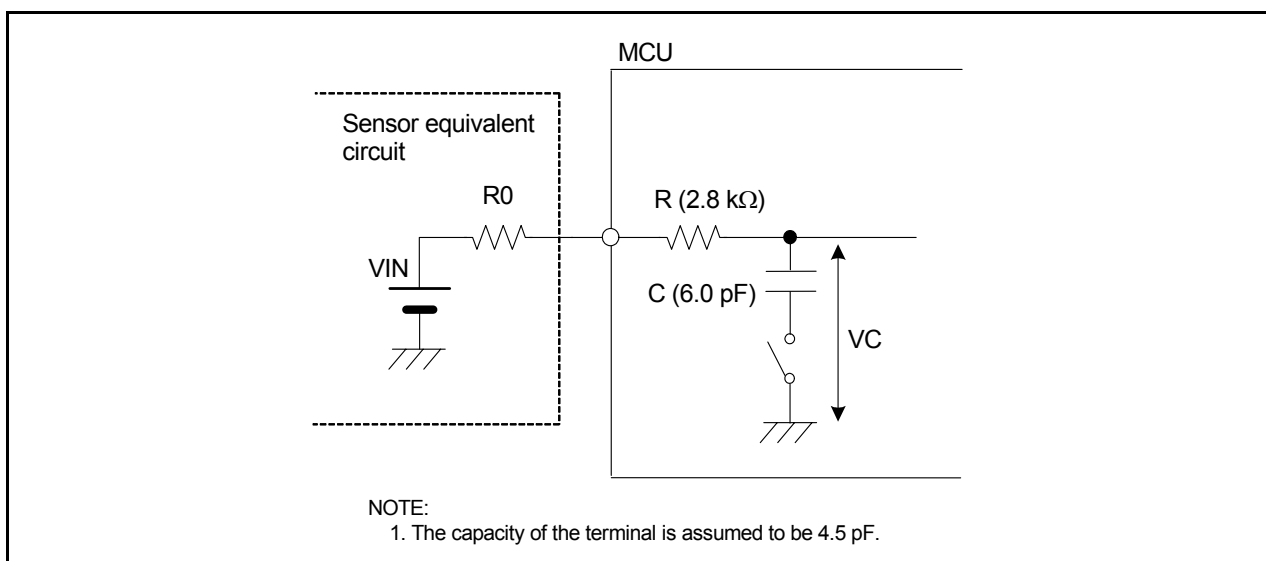 MCU
Sensor equivalent
circuit
R0
R (2.8 kΩ)
VIN
C (6.0 pF)
VC
NOTE:
1. The capacity of the terminal is assumed to be 4.5 pF.